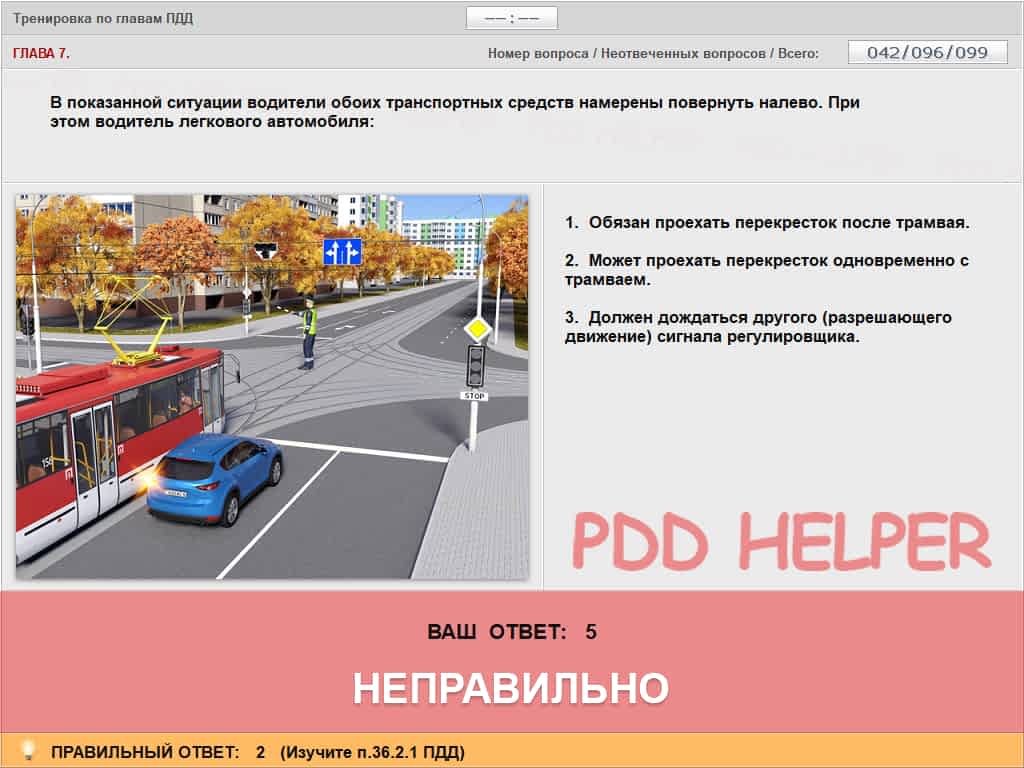 Тренировка по главам ПДД
–– : ––
ГЛАВА 7.
Номер вопроса / Неотвеченных вопросов / Всего:
042/096/099
В показанной ситуации водители обоих транспортных средств намерены повернуть налево. При
этом водитель легкового автомобиля:
1. Обязан проехать перекресток после трамвая.
2. Может проехать перекресток одновременно с
трамваем.
3. Должен дождаться другого (разрешающего
движение) сигнала регулировщика.
STOP
PDD HELPER
ВАШ ОТВЕТ: 5
НЕПРАВИЛЬНО
ПРАВИЛЬНЫЙ ОТВЕТ: 2 (Изучите п.36.2.1 ПДД)